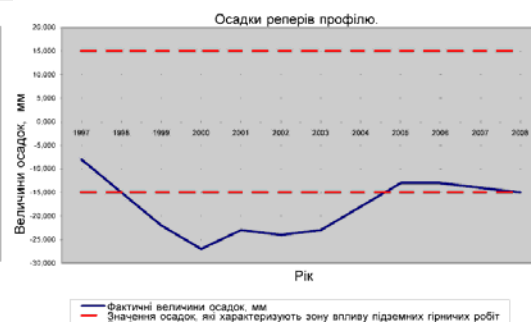 Осадки реперів профілю.
20,000
15,000
10,000
5,000
0,000
-5,000
-10,000
-15,000
-20,000
-25,000
-30,000
Величини осадок, мм
1997 1998 1999 2000 2001 2002 2003 2004 2005 2006 2007 2008
Рік
Фактичні величини осадок, мм
Значення осадок, які характеризують зону впливу підземних гірничих робіт